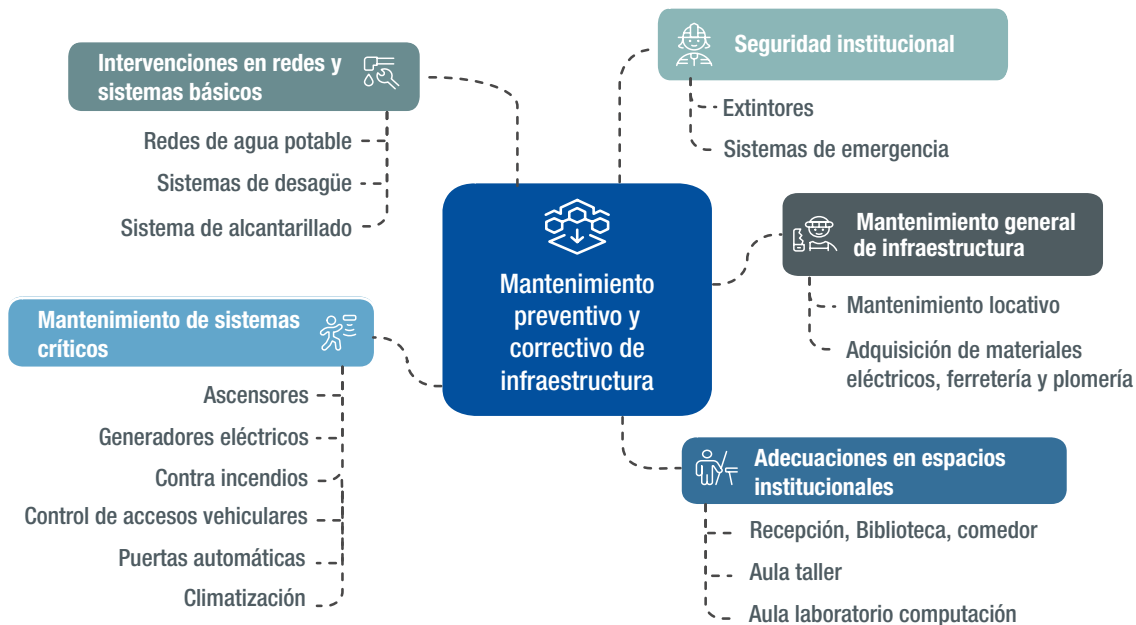 Intervenciones en redes y
sistemas básicos
Redes de agua potable
Sistemas de desagüe
Sistema de alcantarillado
Mantenimiento de sistemas
críticos
Ascensores
Generadores eléctricos
Contra incendios
Control de accesos vehiculares
Puertas automáticas
Climatización
Mantenimiento
preventivo y
correctivo de
infraestructura
Seguridad institucional
Extintores
Sistemas de emergencia
Mantenimiento general
de infraestructura
Mantenimiento locativo
Adquisición de materiales
eléctricos, ferretería y plomería
Adecuaciones en espacios
institucionales
Recepción, Biblioteca, comedor
Aula taller
Aula laboratorio computación